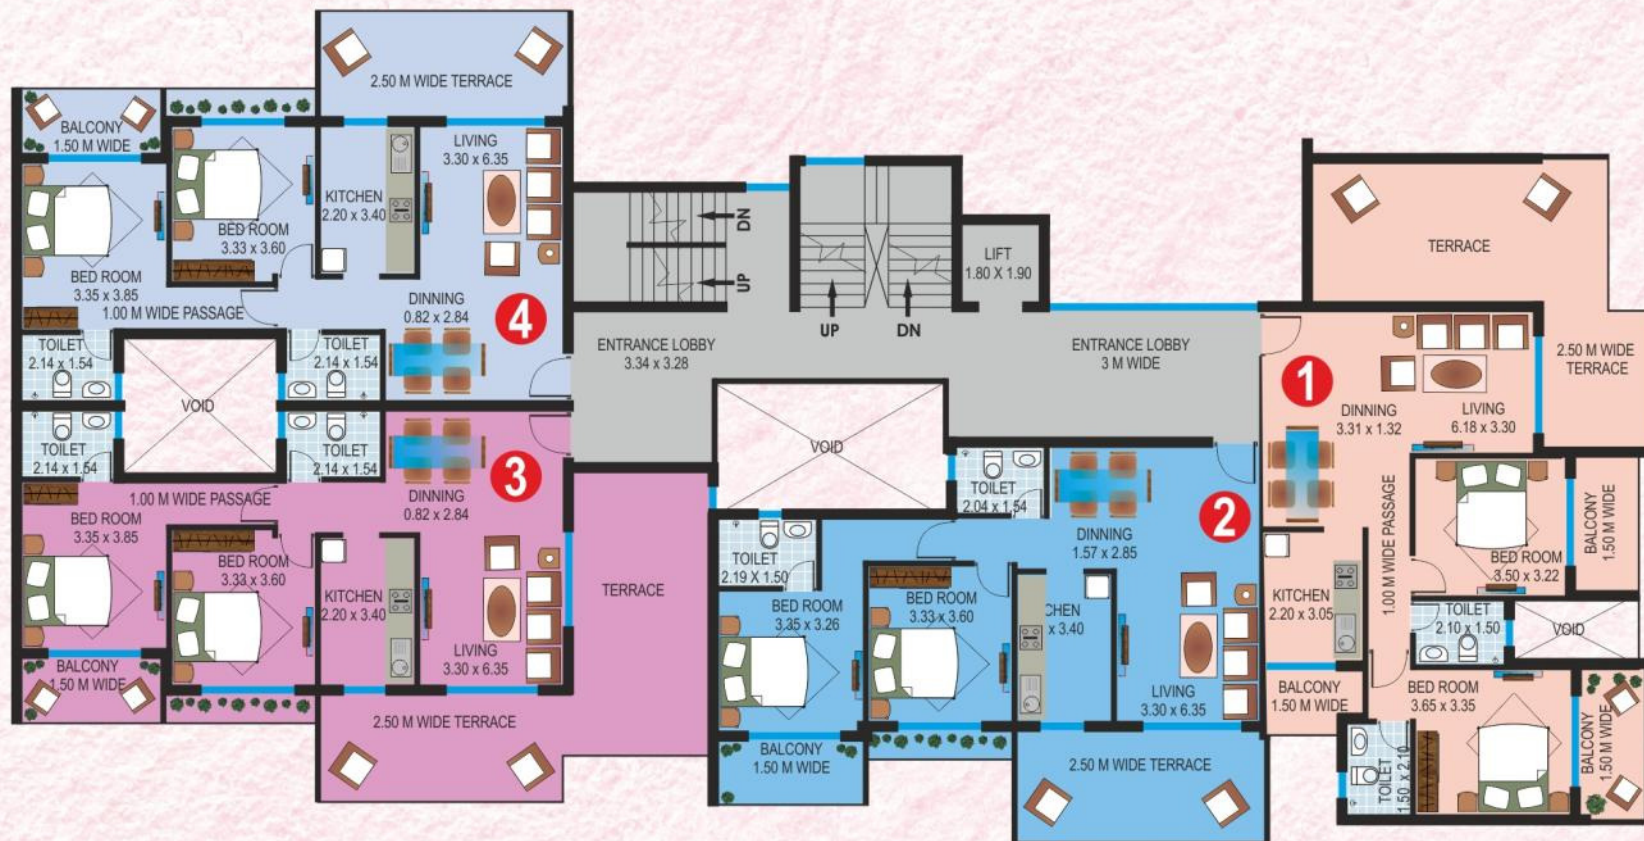 2.50 M WIDE TERRACE
BALCONY
1.50 M WIDE
LIVING
3.30 x 6.35
KITCHEN
2.20 x 3.40
BED ROOM
3.33 x 3.60
BED ROOM
3.35 x 3.85
1.00 M WIDE PASSAGE
DINNING
0.82 x 2.84
4
TOILET
2.14 x 1.54
TOILET
2.14 x 1.54
VOID
TOILET
2.14 x 1.54
TOILET
2.14 x 1.54
DINNING
0.82 x 2.84
3
1.00 M WIDE PASSAGE
BED ROOM
3.35 x 3.85
BED ROOM
3.33 x 3.60
KITCHEN
2.20 x 3.40
LIVING
3.30 x 6.35
BALCONY
1.50 M WIDE
2.50 M WIDE TERRACE
TERRACE
DN
UP
UP
DN
LIFT
1.80 X 1.90
ENTRANCE LOBBY
3.34 x 3.28
ENTRANCE LOBBY
3 M WIDE
VOID
TOILET
2.04 x 1.54
TOILET
2.19 X 1.50
DINNING
1.57 x 2.85
2
BED ROOM
3.35 x 3.26
BED ROOM
3.33 x 3.60
CHEN
x 3.40
LIVING
3.30 x 6.35
BALCONY
1.50 M WIDE
2.50 M WIDE TERRACE
TERRACE
2.50 M WIDE
TERRACE
1
DINNING
3.31 x 1.32
LIVING
6.18 x 3.30
1.00 M WIDE PASSAGE
BALCONY
1.50 M WIDE
BED ROOM
3.50 x 3.22
KITCHEN
2.20 x 3.05
TOILET
2.10 x 1.50
VOID
BALCONY
1.50 M WIDE
BED ROOM
3.65 x 3.35
TOILET
1.50 x 2.10
BALCONY
1.50 M WIDE